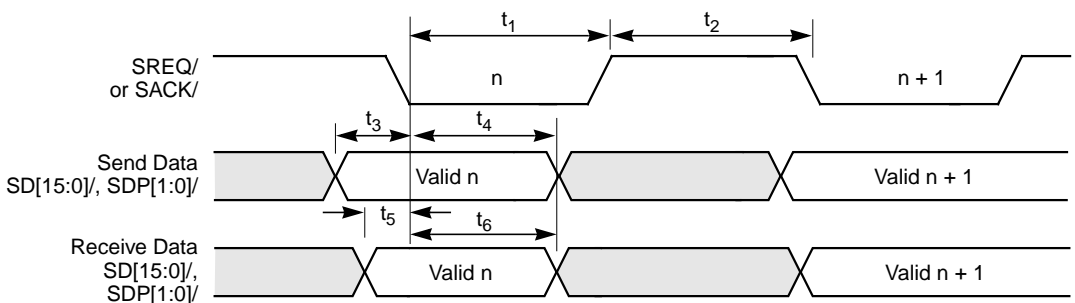 t1 t2
SREQ/
or SACK/
n n + 1
t3 t4
Send Data
SD[15:0]/, SDP[1:0]/
Valid n Valid n + 1
t5 t6
Receive Data
SD[15:0]/,
SDP[1:0]/
Valid n Valid n + 1